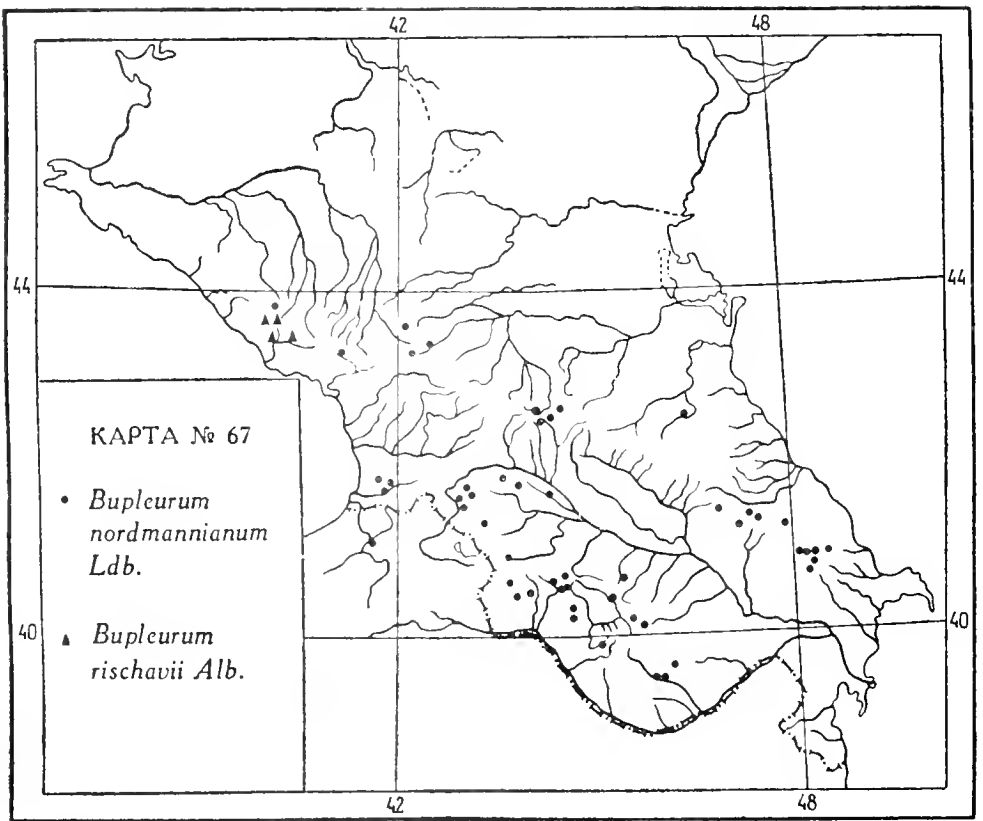 42 48
44 44
КАРТА № 67
Bupleurum
nordmannianum
Ldb.
40 40
Bupleurum
rischavii Alb.
42 48